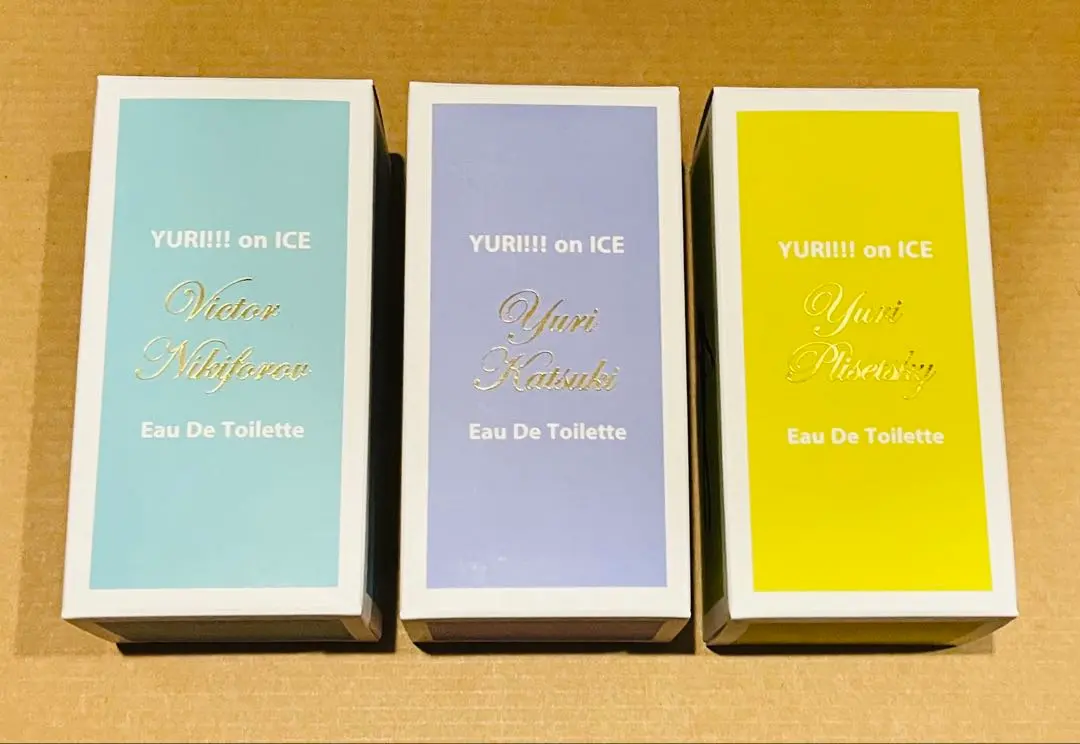 YURI!!! on ICE
Victor
Nikiforov
Eau De Toilette
YURI!!! on ICE
Yuri
Katsuki
Eau De Toilette
YURI!!! on ICE
Yuri
Plisetsky
Eau De Toilette